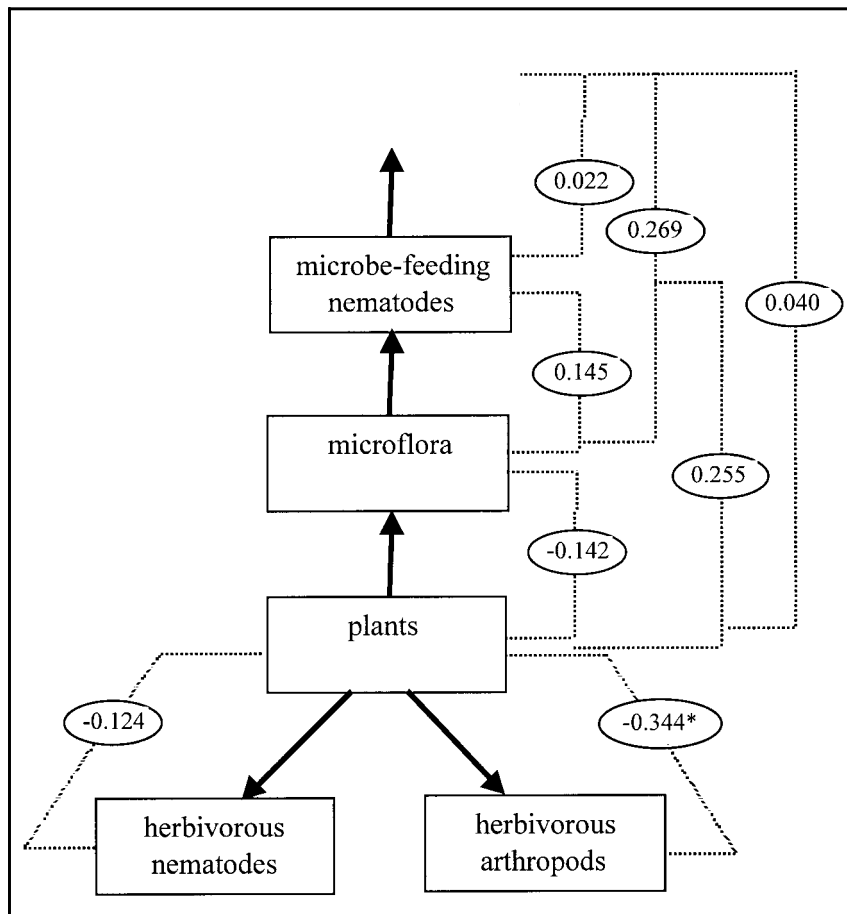 0.022
microbe-feeding
nematodes
0.269
0.040
0.145
microflora
0.255
-0.142
plants
-0.124
-0.344*
herbivorous
nematodes
herbivorous
arthropods